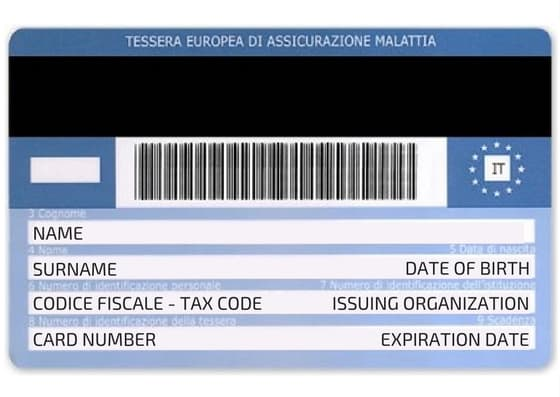 TESSERA EUROPEA DI ASSICURAZIONE MALATTIA
IT
3 Cognome
NAME
4 Nome 5 Data di nascita
SURNAME DATE OF BIRTH
6 Numero di identificazione personale 7 Numero di identificazione dell'istituzione
CODICE FISCALE - TAX CODE ISSUING ORGANIZATION
8 Numero di identificazione della tessera 9 Scadenza
CARD NUMBER EXPIRATION DATE